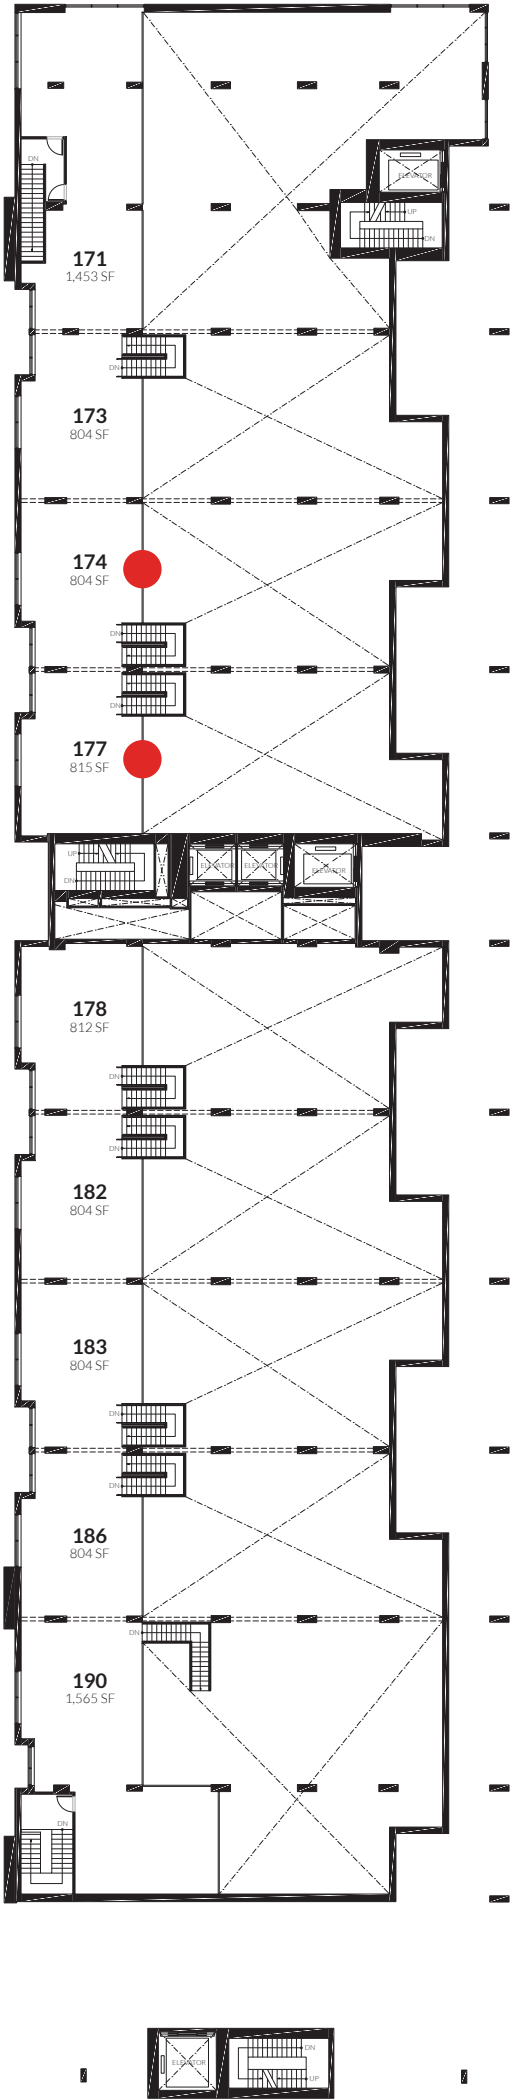 DN
ELEVATOR
UP
DN
171
1,453 SF
DN
173
804 SF
174
804 SF
DN
DN
177
815 SF
UP
ELEVATOR
ELEVATOR
ELEVATOR
DN
178
812 SF
DN
DN
182
804 SF
183
804 SF
DN
DN
186
804 SF
DN
190
1,565 SF
DN
DN
ELEVATOR
UP